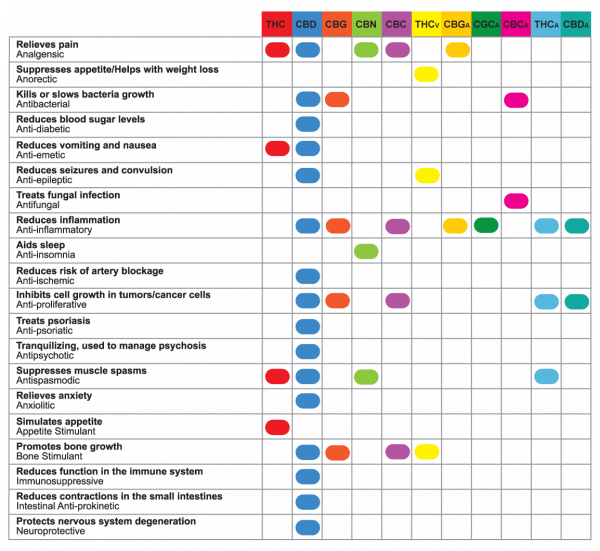 THC CBD CBG CBN CBC THCV CBGA CGCA CBCA THCA CBDA
Relieves pain
Analgensic
Suppresses appetite/Helps with weight loss
Anorectic
Kills or slows bacteria growth
Antibacterial
Reduces blood sugar levels
Anti-diabetic
Reduces vomiting and nausea
Anti-emetic
Reduces seizures and convulsion
Anti-epileptic
Treats fungal infection
Antifungal
Reduces inflammation
Anti-inflammatory
Aids sleep
Anti-insomnia
Reduces risk of artery blockage
Anti-ischemic
Inhibits cell growth in tumors/cancer cells
Anti-proliferative
Treats psoriasis
Anti-psoriatic
Tranquilizing, used to manage psychosis
Antipsychotic
Suppresses muscle spasms
Antispasmodic
Relieves anxiety
Anxiolitic
Simulates appetite
Appetite Stimulant
Promotes bone growth
Bone Stimulant
Reduces function in the immune system
Immunosuppressive
Reduces contractions in the small intestines
Intestinal Anti-prokinetic
Protects nervous system degeneration
Neuroprotective